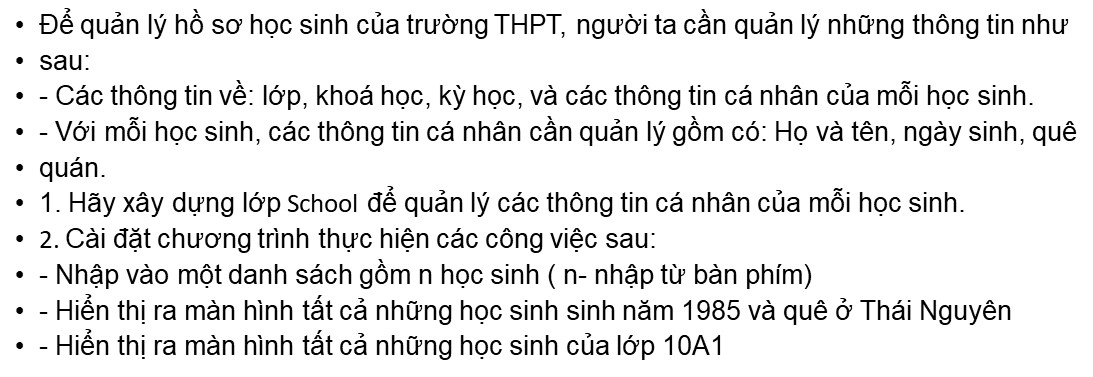 • Để quản lý hồ sơ học sinh của trường THPT, người ta cần quản lý những thông tin như
• sau:
• - Các thông tin về: lớp, khoá học, kỳ học, và các thông tin cá nhân của mỗi học sinh.
• - Với mỗi học sinh, các thông tin cá nhân cần quản lý gồm có: Họ và tên, ngày sinh, quê
• quán.
• 1. Hãy xây dựng lớp School để quản lý các thông tin cá nhân của mỗi học sinh.
• 2. Cài đặt chương trình thực hiện các công việc sau:
• - Nhập vào một danh sách gồm n học sinh ( n- nhập từ bàn phím)
• - Hiển thị ra màn hình tất cả những học sinh sinh năm 1985 và quê ở Thái Nguyên
• - Hiển thị ra màn hình tất cả những học sinh của lớp 10A1